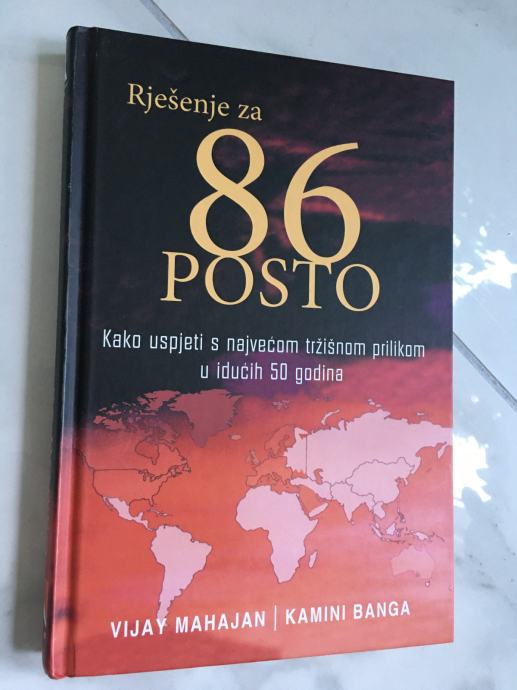 Rješenje za
86
POSTO
Kako uspjeti s najvećom tržišnom prilikom
u idućih 50 godina
VIJAY MAHAJAN | KAMINI BANGA